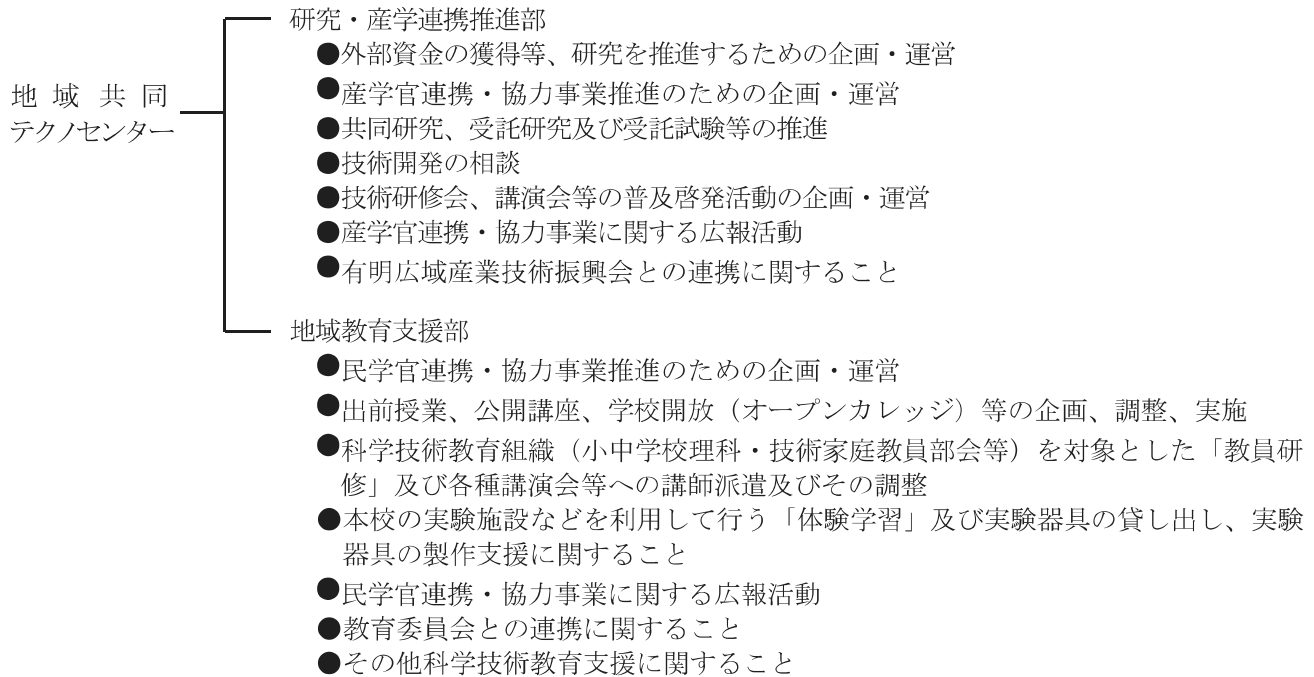 地域共同
テクノセンター
研究・産学連携推進部
●外部資金の獲得等、研究を推進するための企画・運営
●産学官連携・協力事業推進のための企画・運営
●共同研究、受託研究及び受託試験等の推進
●技術開発の相談
●技術研修会、講演会等の普及啓発活動の企画・運営
●産学官連携・協力事業に関する広報活動
●有明広域産業技術振興会との連携に関すること
地域教育支援部
●民学官連携・協力事業推進のための企画・運営
●出前授業、公開講座、学校開放（オープンカレッジ）等の企画、調整、実施
●科学技術教育組織（小中学校理科・技術家庭教員部会等）を対象とした「教員研
修」及び各種講演会等への講師派遣及びその調整
●本校の実験施設などを利用して行う「体験学習」及び実験器具の貸し出し、実験
器具の製作支援に関すること
●民学官連携・協力事業に関する広報活動
●教育委員会との連携に関すること
●その他科学技術教育支援に関すること